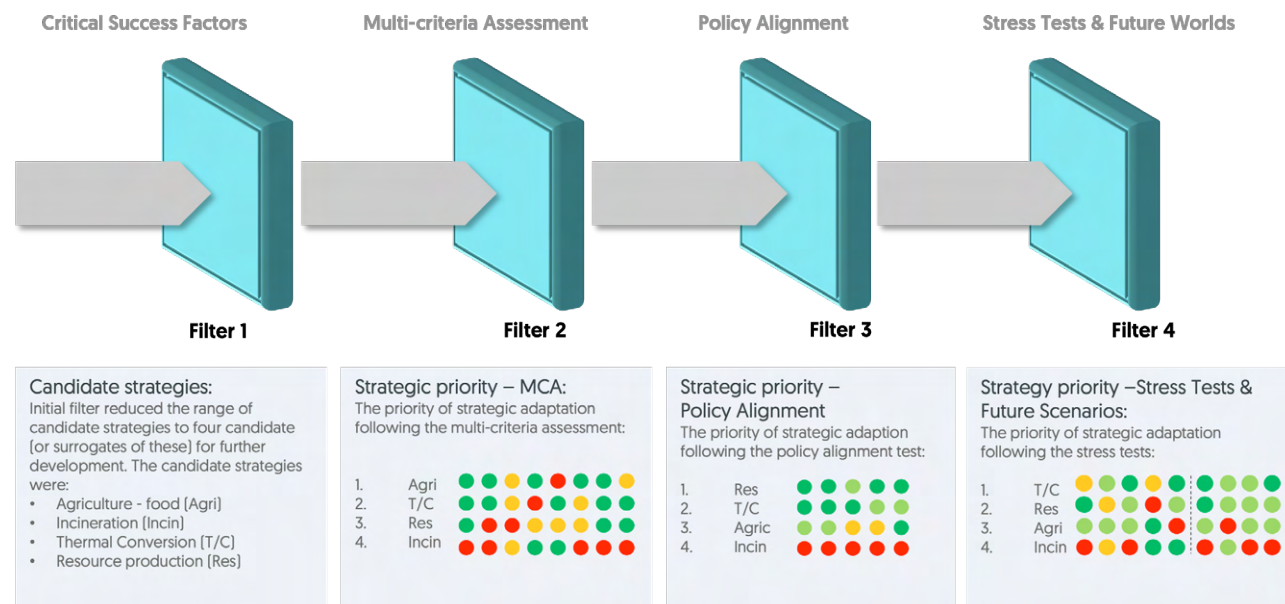 Critical Success Factors
Multi-criteria Assessment
Policy Alignment
Stress Tests & Future Worlds
Filter 1
Filter 2
Filter 3
Filter 4
Candidate strategies:
Initial filter reduced the range of
candidate strategies to four candidate
(or surrogates of these) for further
development. The candidate strategies
were:
• Agriculture - food (Agri)
• Incineration (Incin)
• Thermal Conversion (T/C)
• Resource production (Res)
Strategic priority – MCA:
The priority of strategic adaptation
following the multi-criteria assessment:
1. Agri
2. T/C
3. Res
4. Incin
Strategic priority –
Policy Alignment
The priority of strategic adaption
following the policy alignment test:
1. Res
2. T/C
3. Agric
4. Incin
Strategy priority –Stress Tests &
Future Scenarios:
The priority of strategic adaptation
following the stress tests:
1. T/C
2. Res
3. Agri
4. Incin